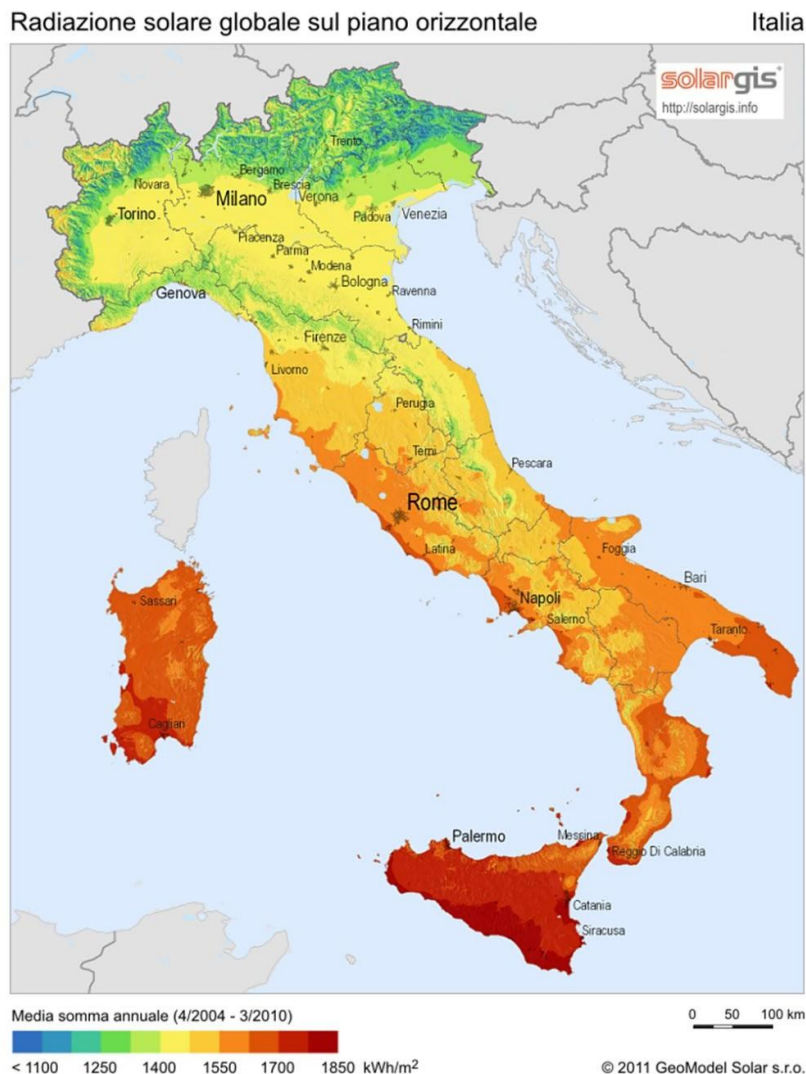 Radiazione solare globale sul piano orizzontale
Italia
solargis
http://solargis.info
Trento
Bergamo
Novara
Brescia
Milano
Verona
Torino
Padova
Venezia
Piacenza
Parma
Modena
Bologna
Genova
Ravenna
Rimini
Firenze
Livorno
Perugia
Terni
Pescara
Rome
Latina
Foggia
Bari
Sassari
Napoli
Salerno
Taranto
Cagliari
Palermo
Messina
Reggio Di Calabria
Catania
Siracusa
Media somma annuale (4/2004 - 3/2010)
0 50 100 km
< 1100 1250 1400 1550 1700 1850 kWh/m²
© 2011 GeoModel Solar s.r.o.